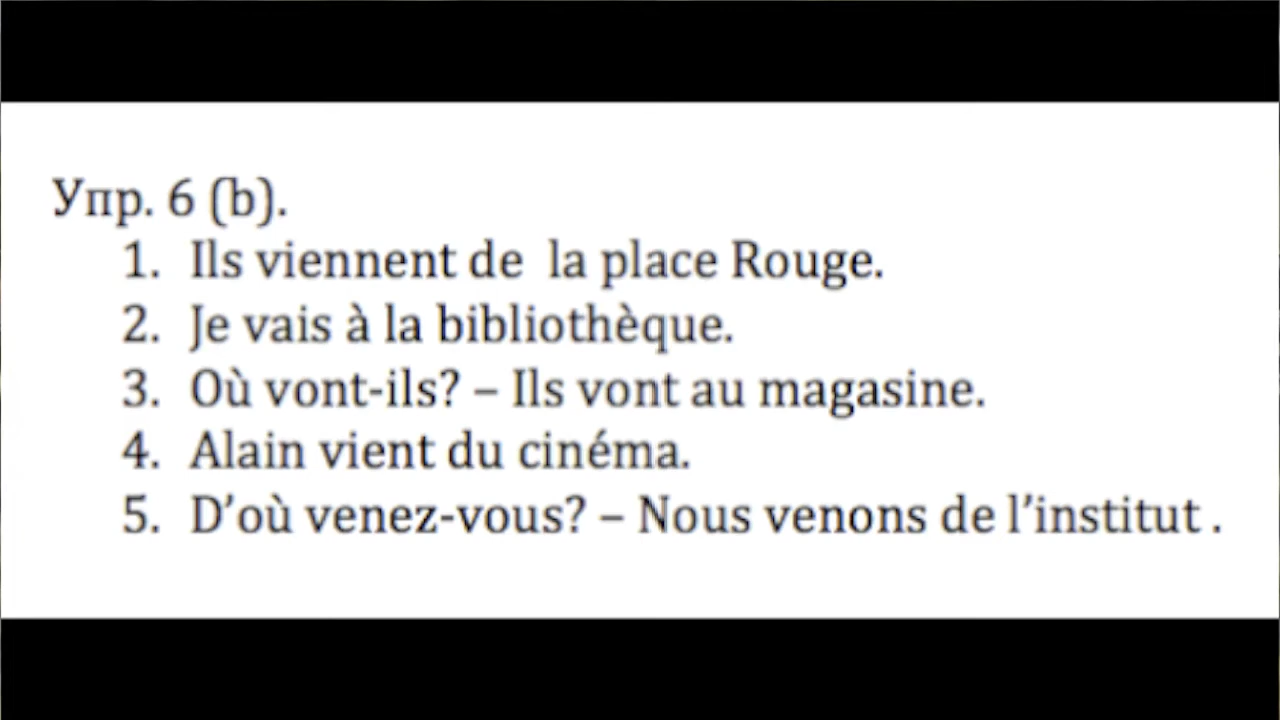 Упр. 6 (b).
1. Ils viennent de la place Rouge.
2. Je vais à la bibliothèque.
3. Où vont-ils? – Ils vont au magasine.
4. Alain vient du cinéma.
5. D’où venez-vous? – Nous venons de l’institut .